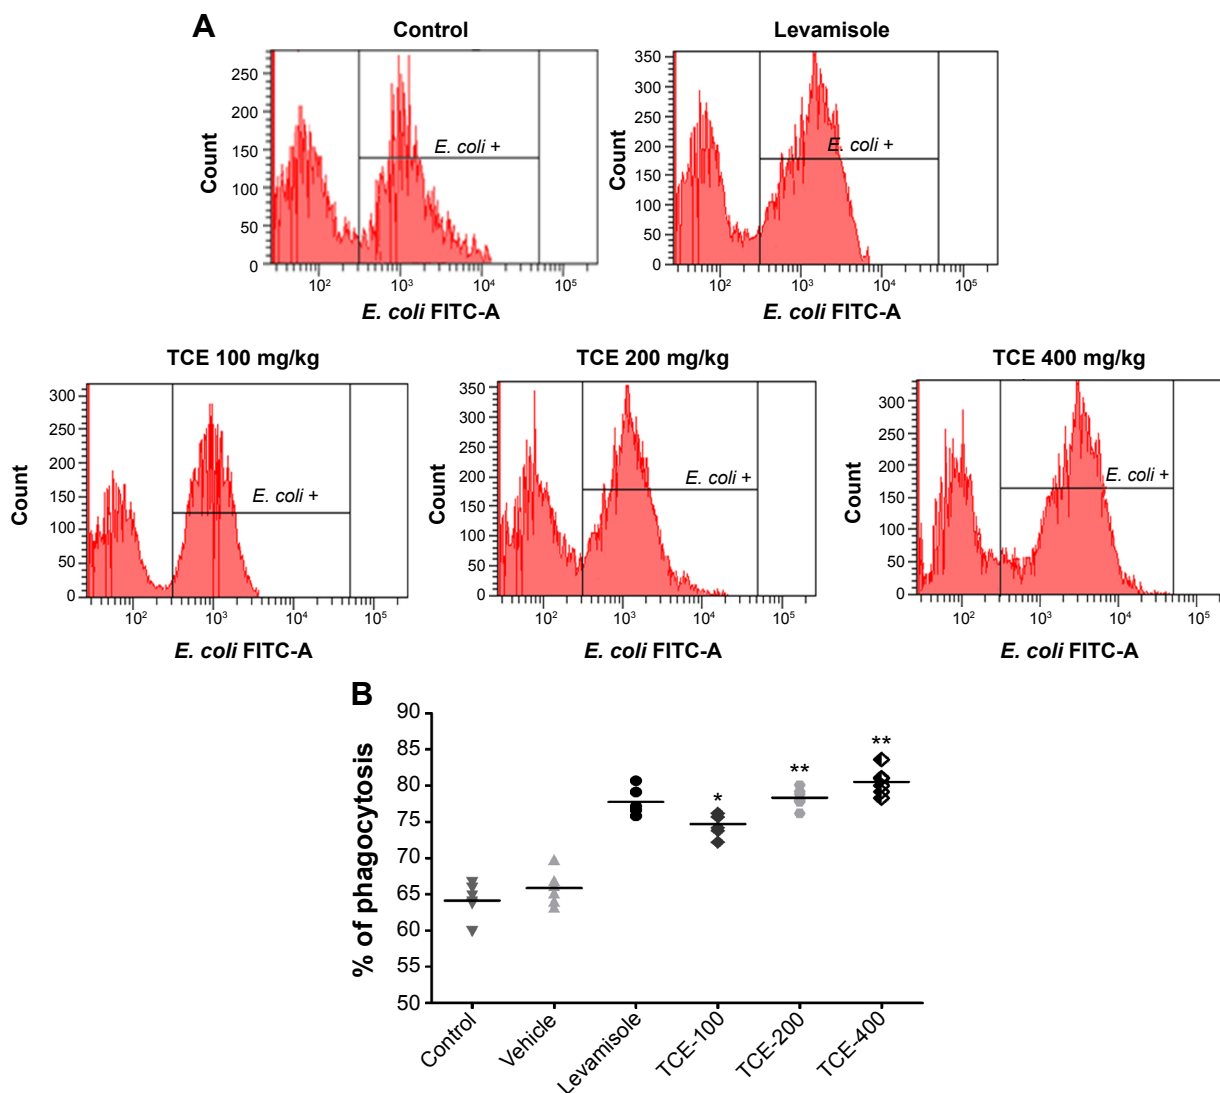 A
Control
Levamisole
250
200
150
100
50
0
Count
E. coli +
10²
10³
10⁴
10⁵
E. coli FITC-A
350
300
250
200
150
100
50
0
Count
E. coli +
10²
10³
10⁴
10⁵
E. coli FITC-A
TCE 100 mg/kg
TCE 200 mg/kg
TCE 400 mg/kg
300
250
200
150
100
50
0
Count
E. coli +
10²
10³
10⁴
10⁵
E. coli FITC-A
350
300
250
200
150
100
50
0
Count
E. coli +
10²
10³
10⁴
10⁵
E. coli FITC-A
300
250
200
150
100
50
0
Count
E. coli +
10²
10³
10⁴
10⁵
E. coli FITC-A
B
90
85
80
75
70
65
60
55
50
% of phagocytosis
*
**
**
Control
Vehicle
Levamisole
TCE-100
TCE-200
TCE-400